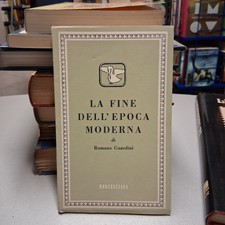 LA FINE
DELL'EPOCA
MODERNA
di
Romano Guardini
MORCELLIANA